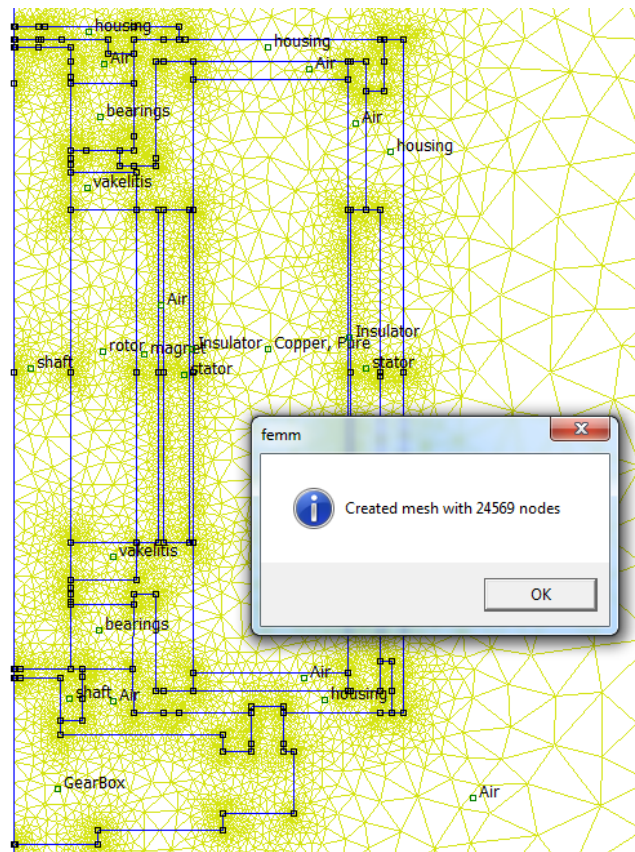 housing
housing
Air
Air
bearings
Air
housing
vakelitis
Air
Insulator
rotor
magnet
Insulator
Copper, Pure
shaft
stator
stator
femm
Created mesh with 24569 nodes
OK
vakelitis
bearings
Air
shaft
Air
housing
GearBox
Air